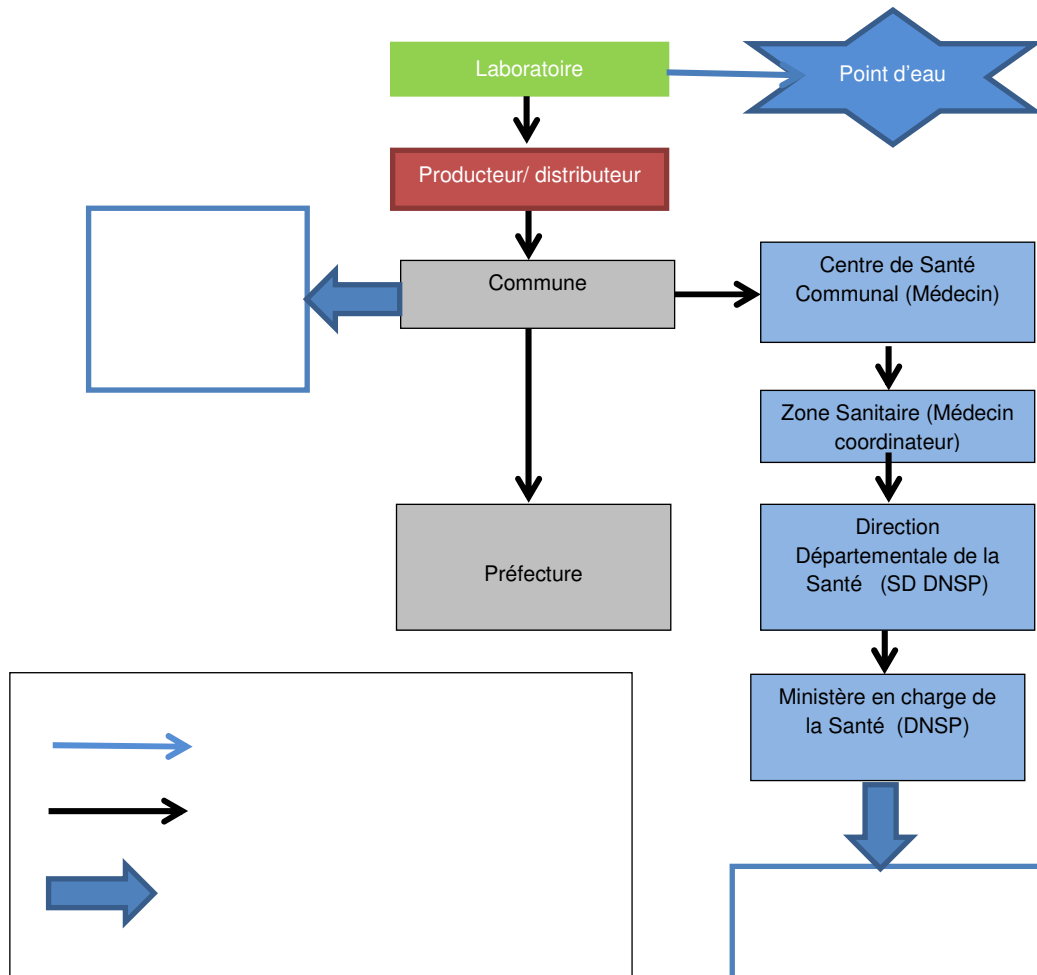 Laboratoire
Point d'eau
Producteur/ distributeur
Commune
Centre de Santé
Communal (Médecin)
Zone Sanitaire (Médecin
coordinateur)
Préfecture
Direction
Départementale de la
Santé (SD DNSP)
Ministère en charge de
la Santé (DNSP)